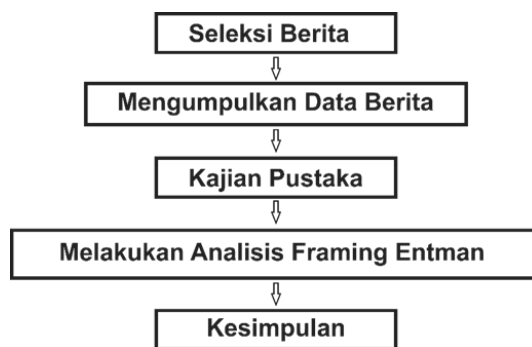 Seleksi Berita
Mengumpulkan Data Berita
Kajian Pustaka
Melakukan Analisis Framing Entman
Kesimpulan